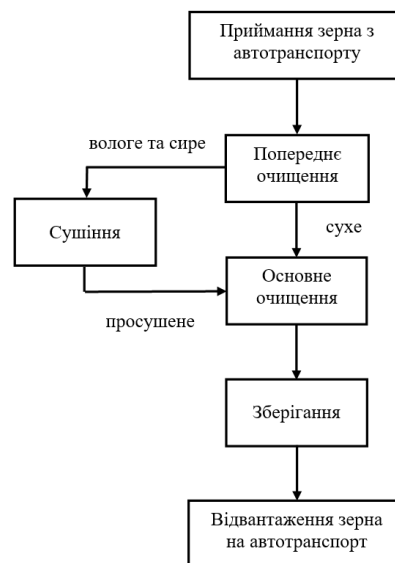 Приймання зерна з
автотранспорту
вологе та сире
Попереднє
очищення
Сушіння
сухе
Основне
очищення
просушене
Зберігання
Відвантаження зерна
на автотранспорт